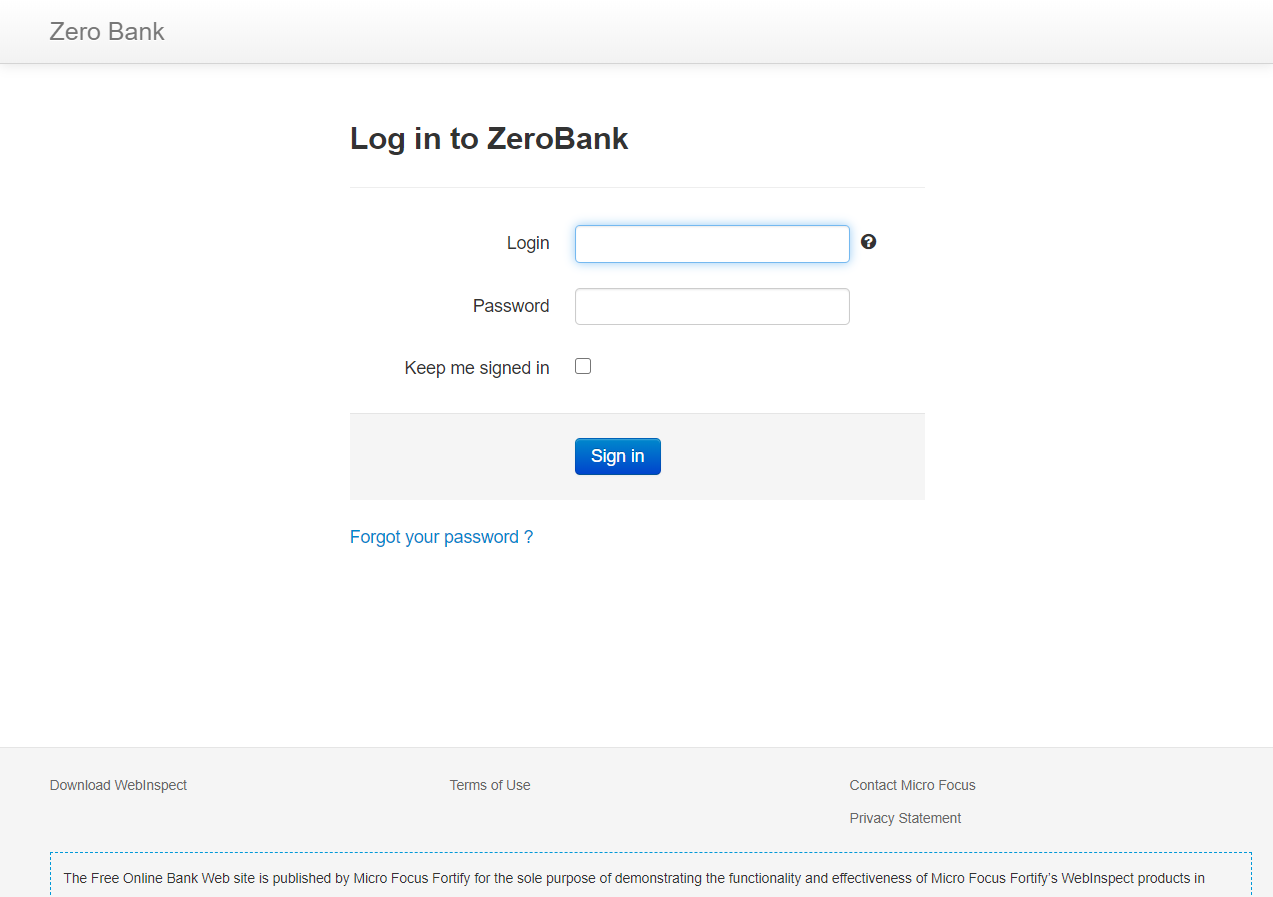 Zero Bank
Log in to ZeroBank
Login
Password
Keep me signed in
Sign in
Forgot your password ?
Download WebInspect
Terms of Use
Contact Micro Focus
Privacy Statement
The Free Online Bank Web site is published by Micro Focus Fortify for the sole purpose of demonstrating the functionality and effectiveness of Micro Focus Fortify's WebInspect products in